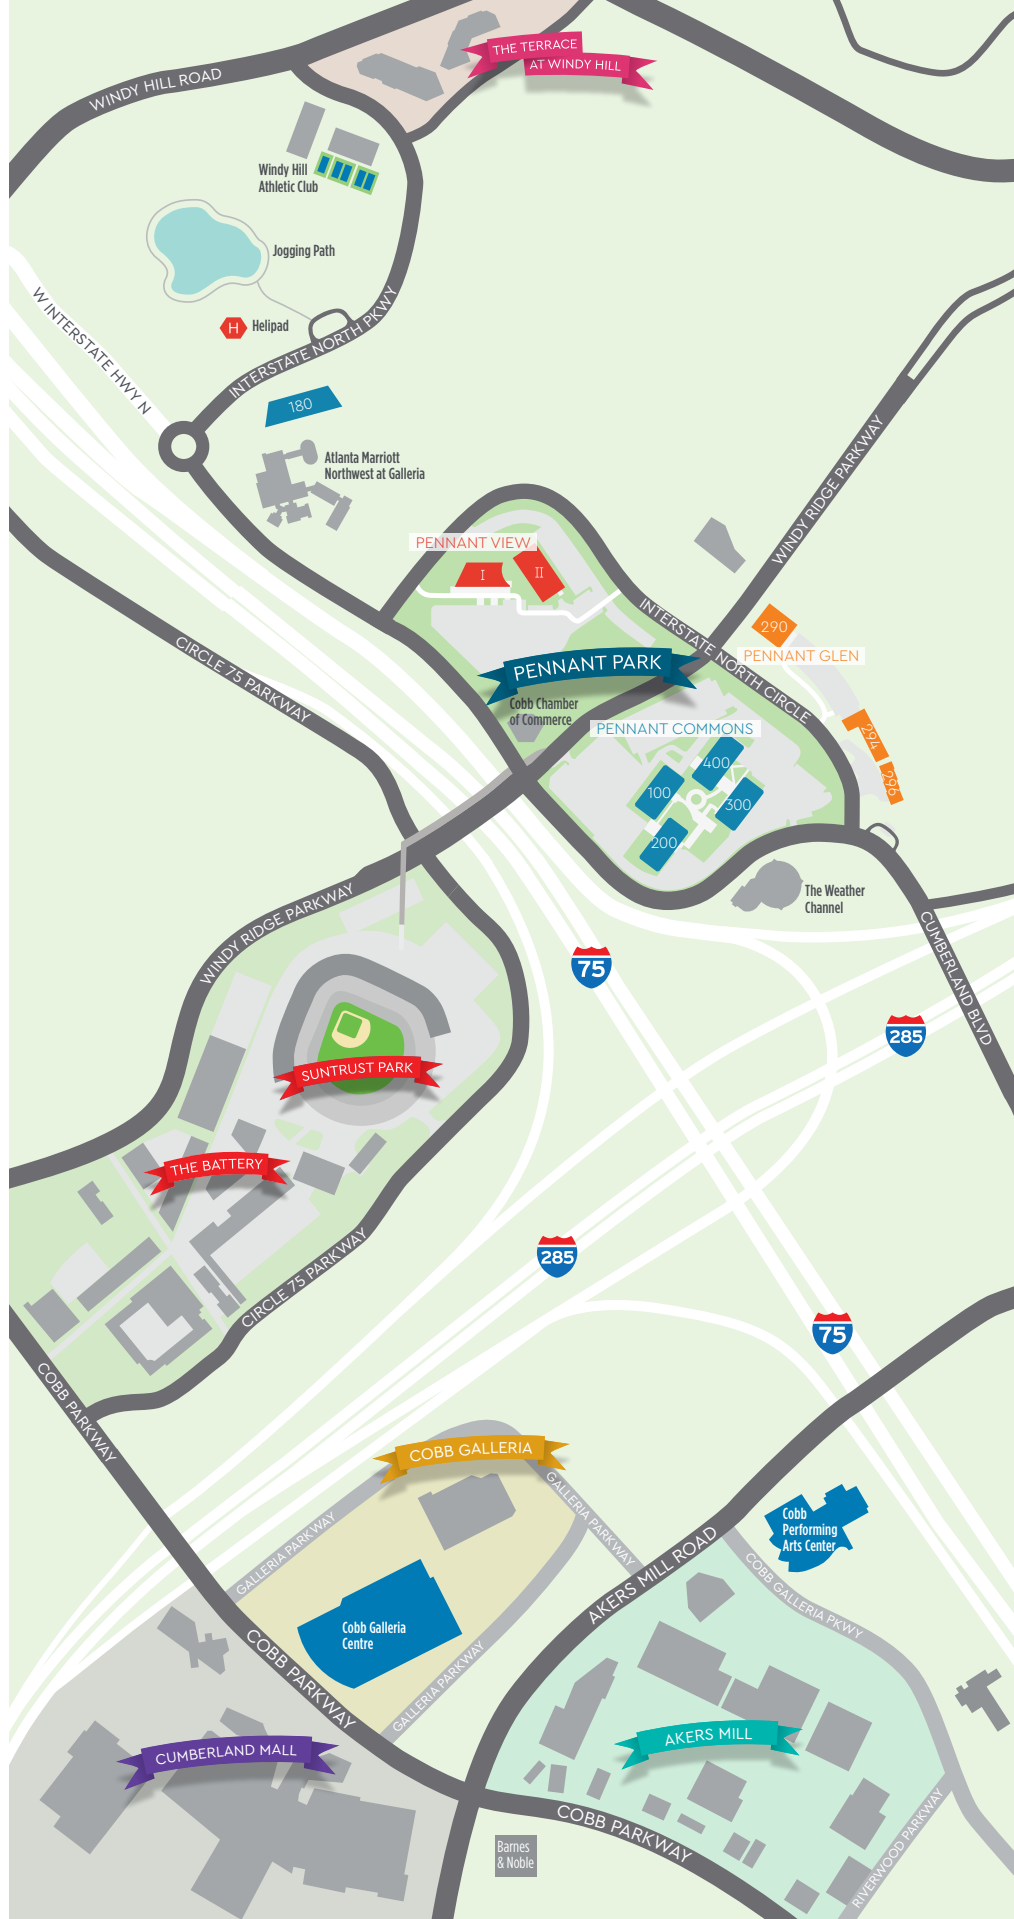 THE TERRACE
AT WINDY HILL
WINDY HILL ROAD
Windy Hill
Athletic Club
Jogging Path
W INTERSTATE HWY N
H
Helipad
INTERSTATE NORTH PKWY
180
Atlanta Marriott
Northwest at Galleria
WINDY RIDGE PARKWAY
PENNANT VIEW
I
II
INTERSTATE NORTH CIRCLE
290
PENNANT GLEN
CIRCLE 75 PARKWAY
PENNANT PARK
Cobb Chamber
of Commerce
294
296
PENNANT COMMONS
400
100
300
200
The Weather
Channel
WINDY RIDGE PARKWAY
CUMBERLAND BLVD
75
285
SUNTRUST PARK
THE BATTERY
285
CIRCLE 75 PARKWAY
75
COBB PARKWAY
COBB GALLERIA
GALLERIA PARKWAY
GALLERIA PARKWAY
Cobb
Performing
Arts Center
AKERS MILL ROAD
COBB GALLERIA PKWY
Cobb Galleria
Centre
COBB PARKWAY
GALLERIA PARKWAY
CUMBERLAND MALL
AKERS MILL
COBB PARKWAY
RIVERWOOD PARKWAY
Barnes
& Noble